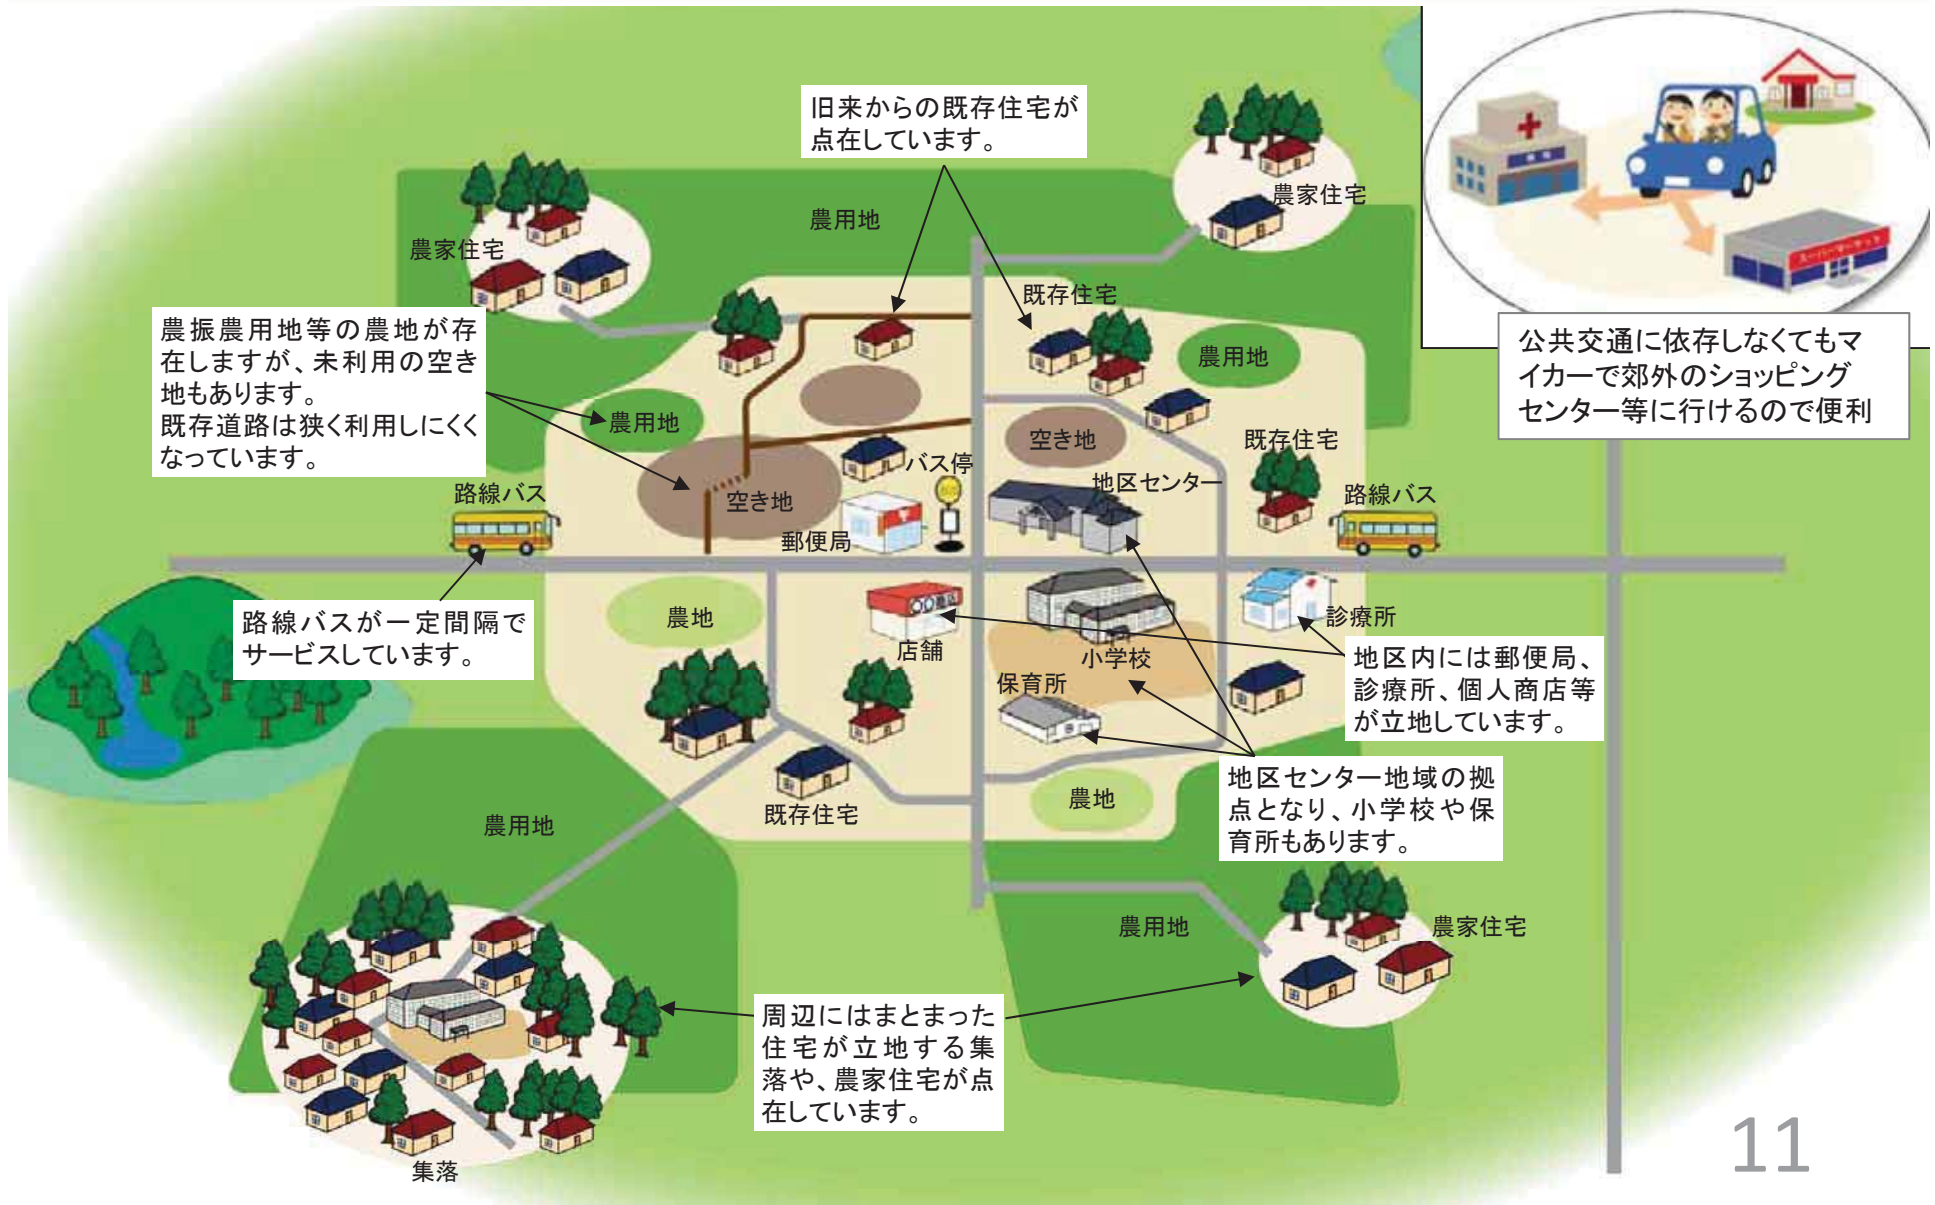 旧来からの既存住宅が
点在しています。
農家住宅
農用地
農家住宅
スーパーマーケット
公共交通に依存しなくてもマ
イカーで郊外のショッピング
センター等に行けるので便利
農振農用地等の農地が存
在しますが、未利用の空き
地もあります。
既存道路は狭く利用しにくく
なっています。
既存住宅
農用地
農用地
空き地
既存住宅
バス停
地区センター
路線バス
空き地
路線バス
郵便局
路線バスが一定間隔で
サービスしています。
農地
店舗
小学校
診療所
保育所
地区内には郵便局、
診療所、個人商店等
が立地しています。
地区センター地域の拠
点となり、小学校や保
育所もあります。
既存住宅
農地
農用地
農用地
農家住宅
周辺にはまとまった
住宅が立地する集
落や、農家住宅が点
在しています。
集落
11